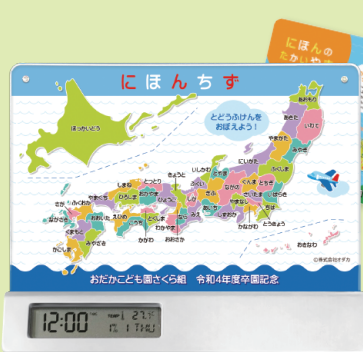 にほんの
たかいやま
にほんちず
とどうふけんを
おぼえよう！
ほっかいどう
あおもり
あきた
いわて
やまがた
みやぎ
にいがた
ふくしま
いしかわ
とやま
ふくい
ながの
ぐんま
とちぎ
いばらき
さいたま
ぎふ
やまなし
ちば
とうきょう
かながわ
しずおか
あいち
みえ
しが
きょうと
ひょうご
なら
わかやま
おおさか
とっとり
しまね
おかやま
ひろしま
やまぐち
かがわ
とくしま
えひめ
こうち
ふくおか
さが
ながさき
おおいた
くまもと
みやざき
かごしま
おきなわ
©株式会社オヂカ
おだかこども園さくら組　令和4年度卒園記念
12:00